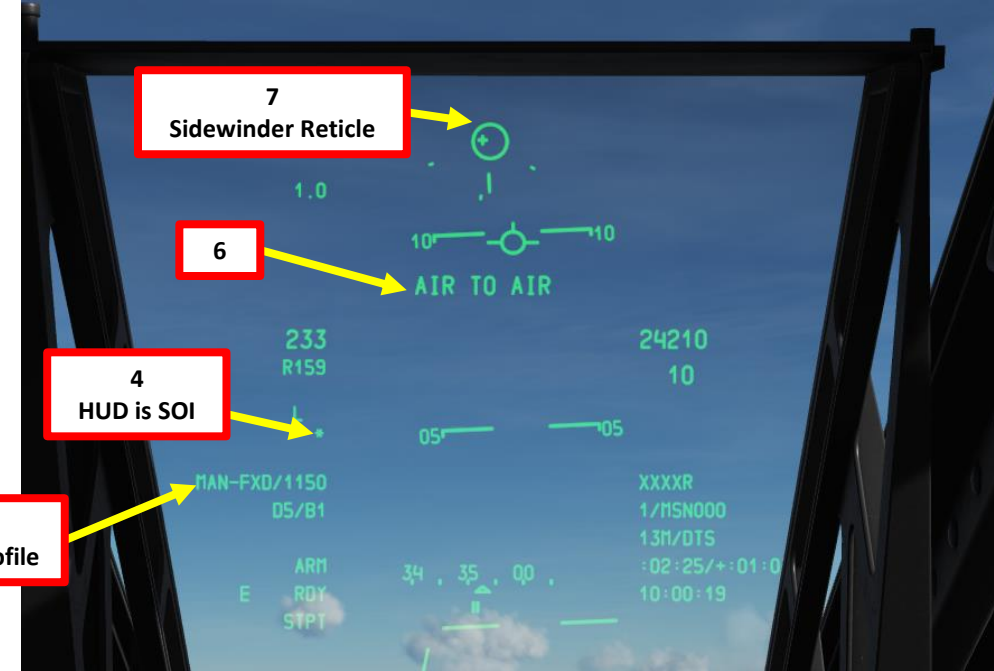 7
Sidewinder Reticle
1.0
10 10
6
AIR TO AIR
233
R159
24210
10
4
HUD is SOI
L
*
05 05
MAN-FXD/1150
D5/B1
XXXXR
1/MSN000
13M/DTS
:02:25/+:01:0
10:00:19
ofile
ARM
E RDY
STPT
34 . 35 . 00 .